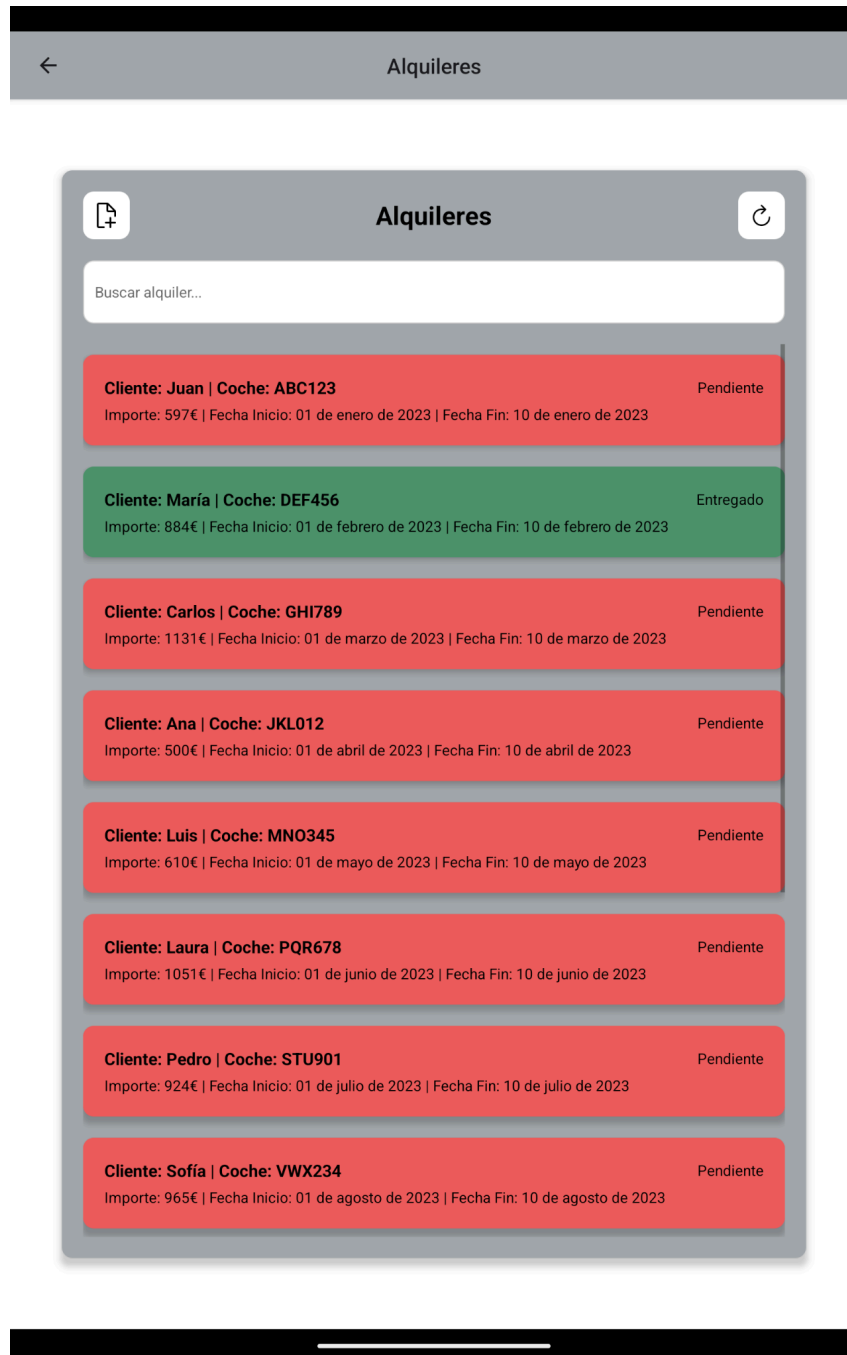 Alquileres
Alquileres
Buscar alquiler...
Cliente: Juan | Coche: ABC123
Pendiente
Importe: 597€ | Fecha Inicio: 01 de enero de 2023 | Fecha Fin: 10 de enero de 2023
Cliente: María | Coche: DEF456
Entregado
Importe: 884€ | Fecha Inicio: 01 de febrero de 2023 | Fecha Fin: 10 de febrero de 2023
Cliente: Carlos | Coche: GHI789
Pendiente
Importe: 1131€ | Fecha Inicio: 01 de marzo de 2023 | Fecha Fin: 10 de marzo de 2023
Cliente: Ana | Coche: JKL012
Pendiente
Importe: 500€ | Fecha Inicio: 01 de abril de 2023 | Fecha Fin: 10 de abril de 2023
Cliente: Luis | Coche: MNO345
Pendiente
Importe: 610€ | Fecha Inicio: 01 de mayo de 2023 | Fecha Fin: 10 de mayo de 2023
Cliente: Laura | Coche: PQR678
Pendiente
Importe: 1051€ | Fecha Inicio: 01 de junio de 2023 | Fecha Fin: 10 de junio de 2023
Cliente: Pedro | Coche: STU901
Pendiente
Importe: 924€ | Fecha Inicio: 01 de julio de 2023 | Fecha Fin: 10 de julio de 2023
Cliente: Sofía | Coche: VWX234
Pendiente
Importe: 965€ | Fecha Inicio: 01 de agosto de 2023 | Fecha Fin: 10 de agosto de 2023